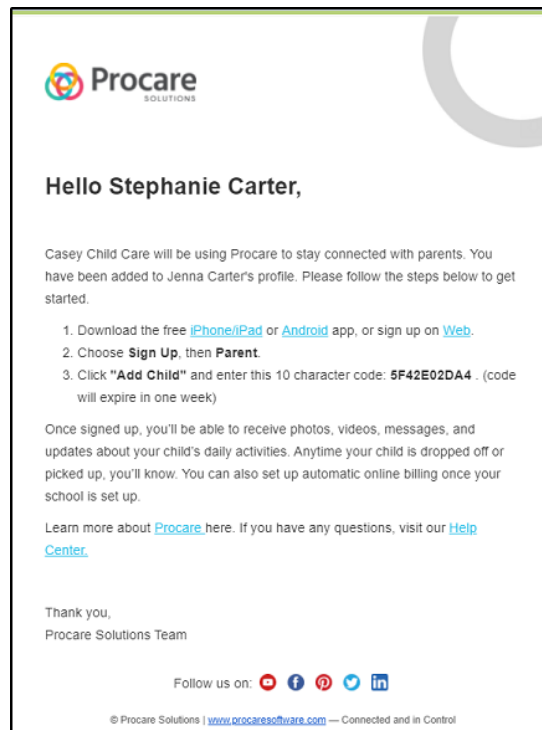 Procare
SOLUTIONS
Hello Stephanie Carter,
Casey Child Care will be using Procare to stay connected with parents. You
have been added to Jenna Carter's profile. Please follow the steps below to get
started.
1. Download the free iPhone/iPad or Android app, or sign up on Web.
2. Choose Sign Up, then Parent.
3. Click "Add Child" and enter this 10 character code: 5F42E02DA4 . (code
will expire in one week)
Once signed up, you'll be able to receive photos, videos, messages, and
updates about your child's daily activities. Anytime your child is dropped off or
picked up, you'll know. You can also set up automatic online billing once your
school is set up.
Learn more about Procare here. If you have any questions, visit our Help
Center.
Thank you,
Procare Solutions Team
Follow us on:
© Procare Solutions | www.procaresoftware.com — Connected and in Control